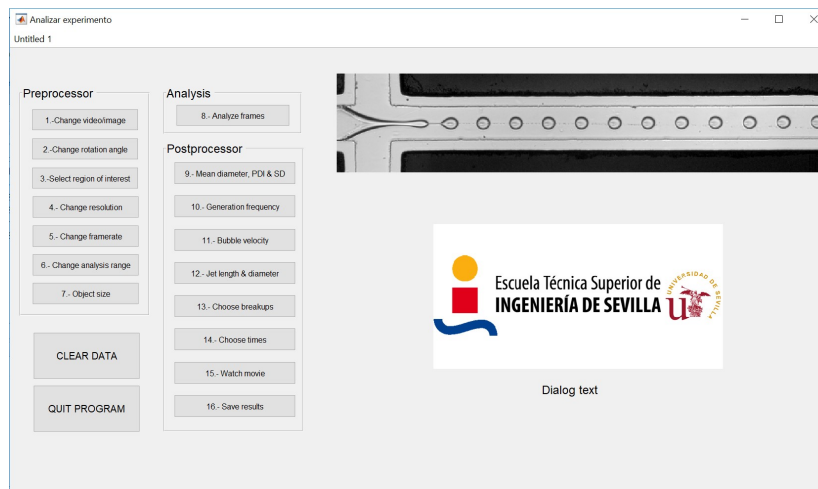 Analizar experimento
Untitled 1
Preprocessor
1.-Change video/image
2.-Change rotation angle
3.-Select region of interest
4.- Change resolution
5.- Change framerate
6.- Change analysis range
7.- Object size
CLEAR DATA
QUIT PROGRAM
Analysis
8.- Analyze frames
Postprocessor
9.- Mean diameter, PDI & SD
10.- Generation frequency
11.- Bubble velocity
12.- Jet length & diameter
13.- Choose breakups
14.- Choose times
15.- Watch movie
16.- Save results
Escuela Técnica Superior de
INGENIERÍA DE SEVILLA
UNIVERSIDAD DE SEVILLA
Dialog text